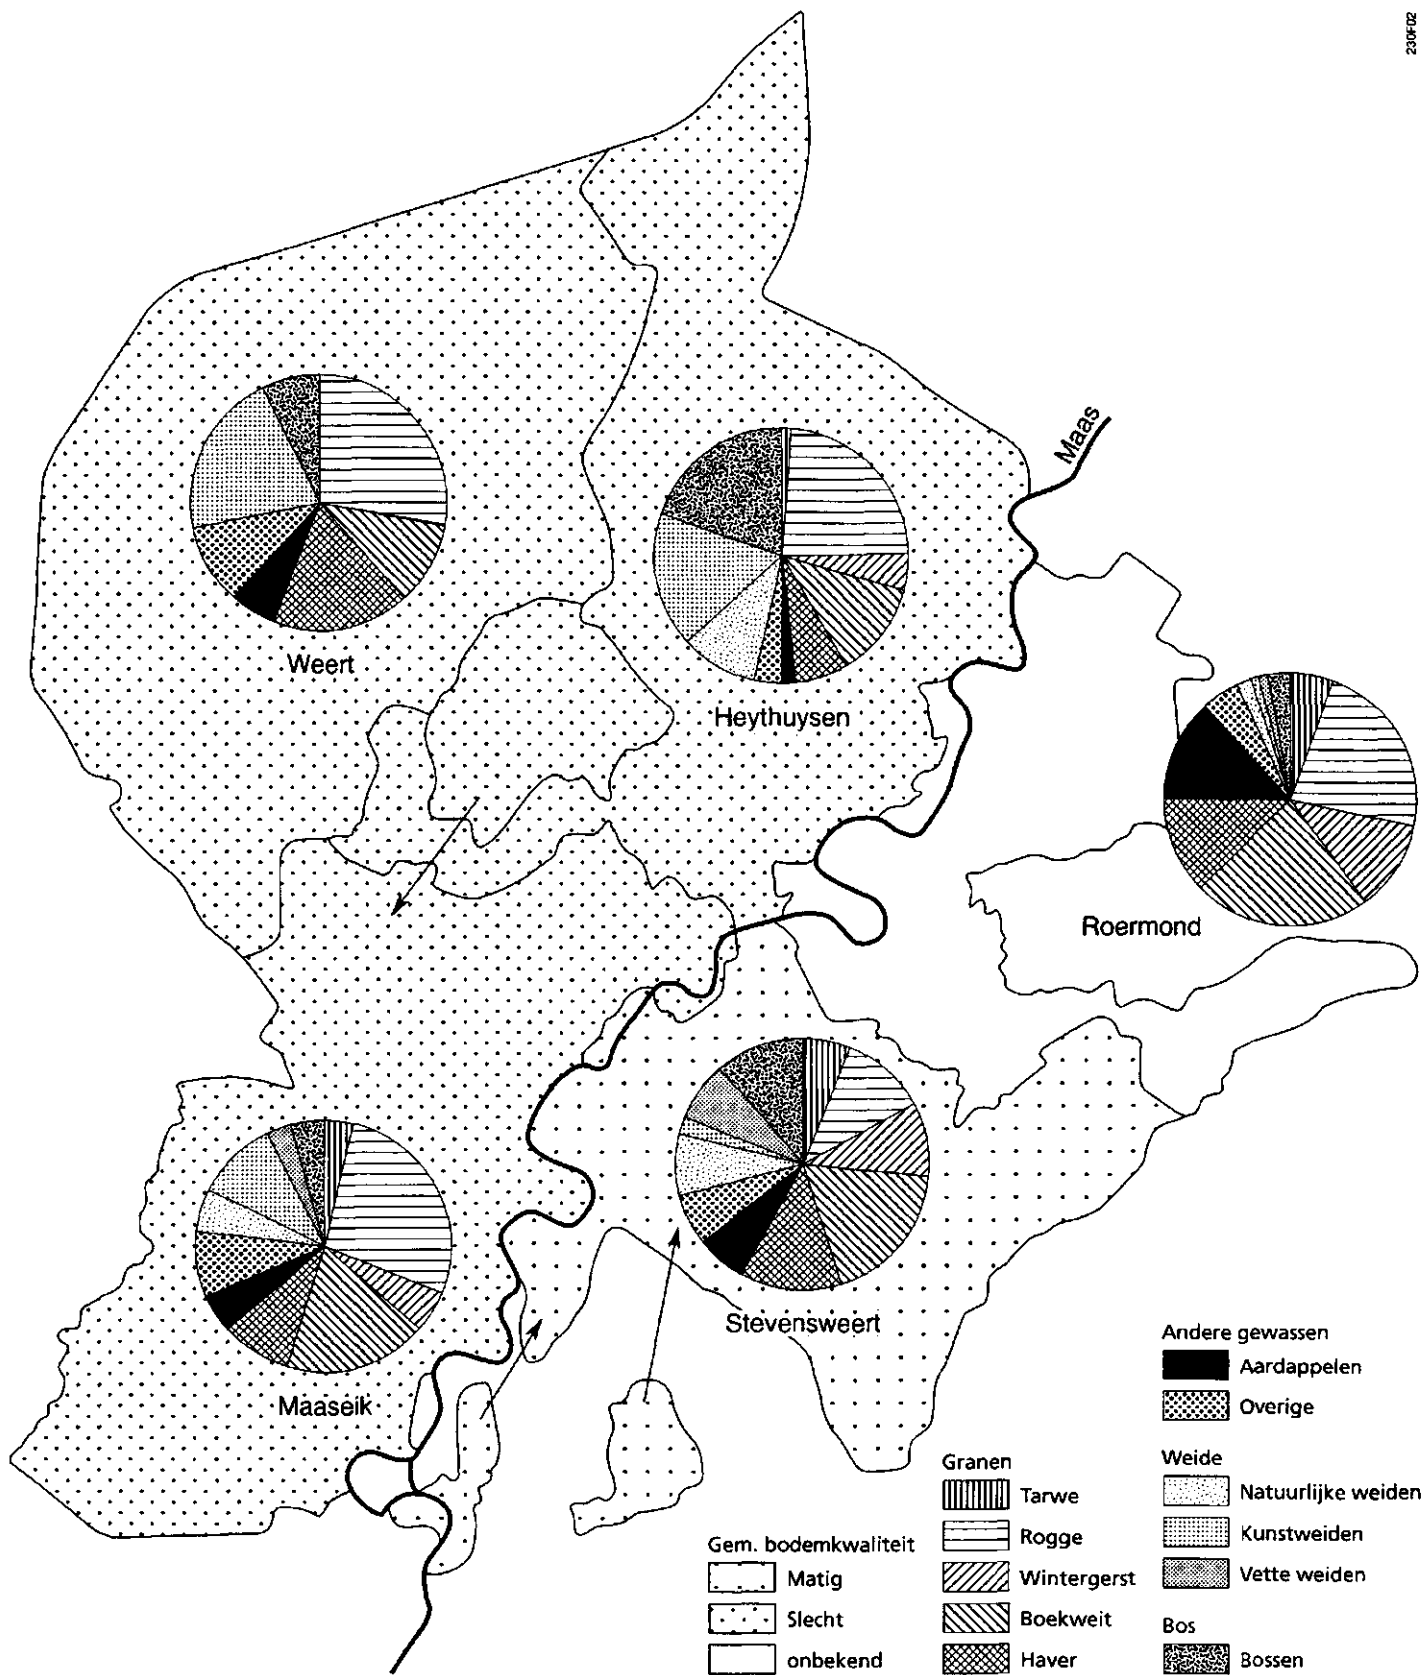 230F02
Maas
Weert
Heythuysen
Roermond
Stevensweert
Maaseik
Gem. bodemkwaliteit
Matig
Slecht
onbekend
Granen
Tarwe
Rogge
Wintergerst
Boekweit
Haver
Andere gewassen
Aardappelen
Overige
Weide
Natuurlijke weiden
Kunstweiden
Vette weiden
Bos
Bossen